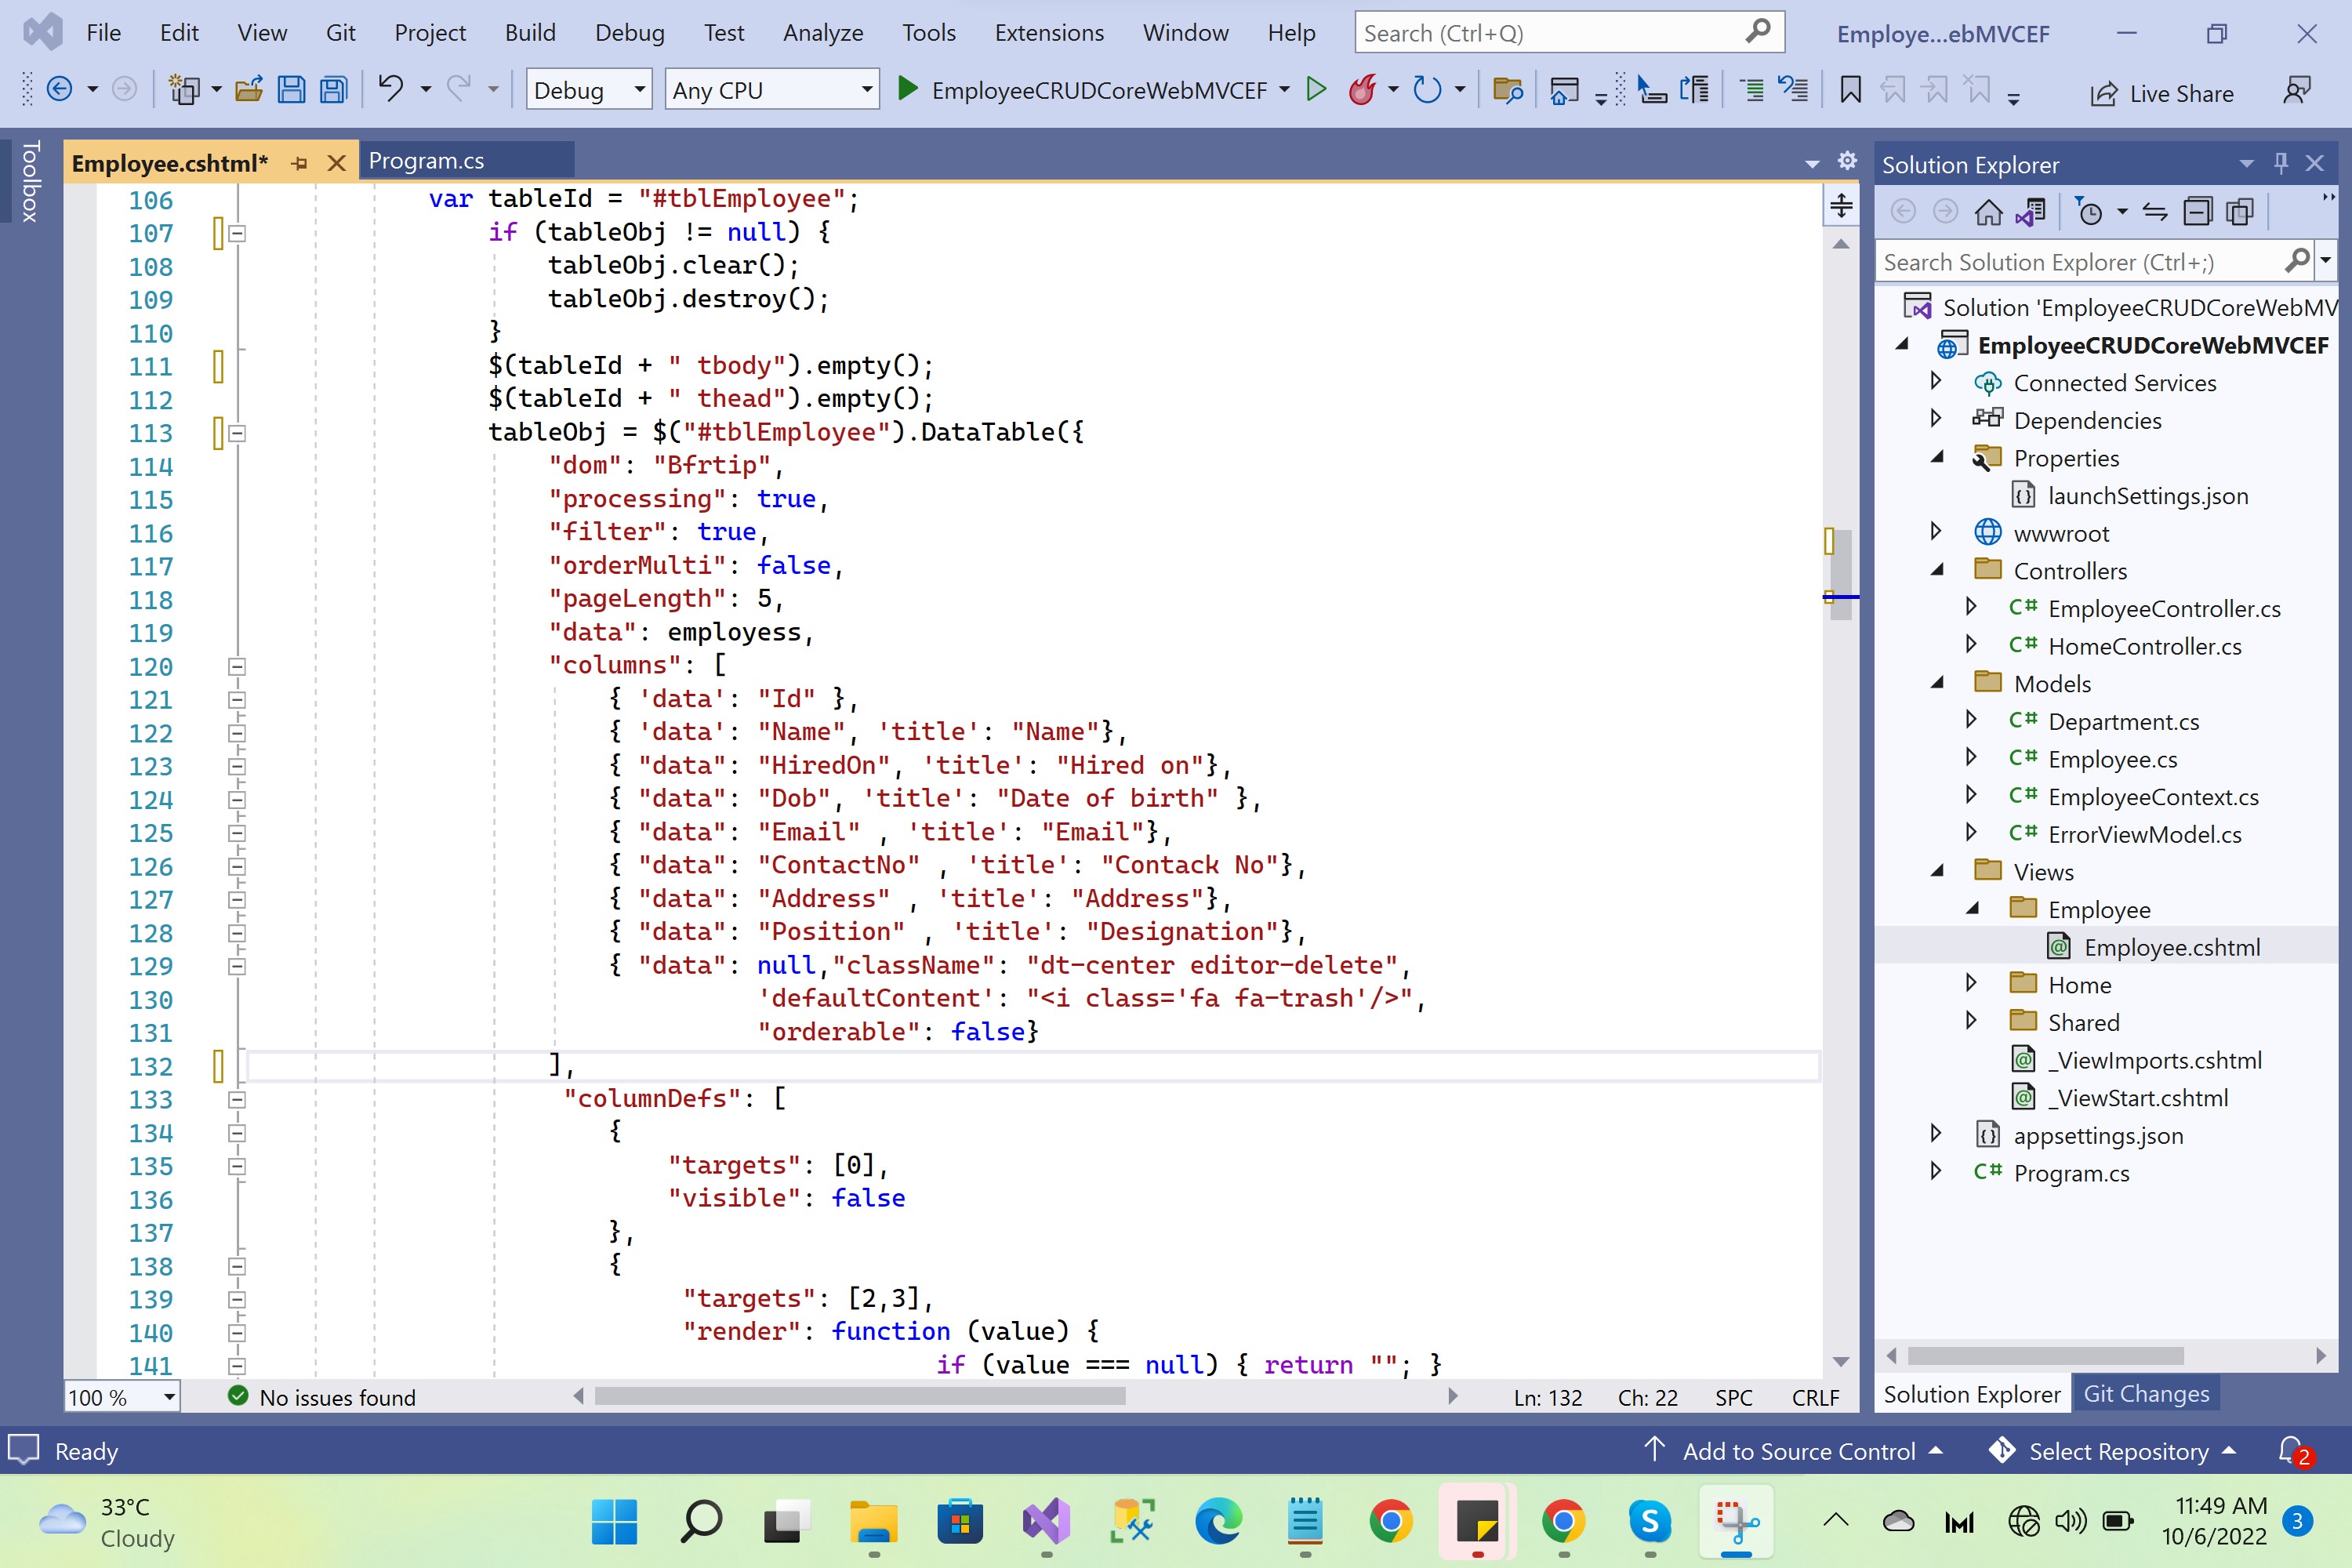 File Edit View Git Project Build Debug Test Analyze Tools Extensions Window Help Search (Ctrl+Q) Employe...ebMVCEF
Debug Any CPU EmployeeCRUDCoreWebMVCEF Live Share
Toolbox
Employee.cshtml* Program.cs
106 var tableId = "#tblEmployee";
107 if (tableObj != null) {
108 tableObj.clear();
109 tableObj.destroy();
110 }
111 $(tableId + " tbody").empty();
112 $(tableId + " thead").empty();
113 tableObj = $("#tblEmployee").DataTable({
114 "dom": "Bfrtip",
115 "processing": true,
116 "filter": true,
117 "orderMulti": false,
118 "pageLength": 5,
119 "data": employess,
120 "columns": [
121 { 'data': "Id" },
122 { 'data': "Name", 'title': "Name"},
123 { "data": "HiredOn", 'title': "Hired on"},
124 { "data": "Dob", 'title': "Date of birth" },
125 { "data": "Email" , 'title': "Email"},
126 { "data": "ContactNo" , 'title': "Contack No"},
127 { "data": "Address" , 'title': "Address"},
128 { "data": "Position" , 'title': "Designation"},
129 { "data": null,"className": "dt-center editor-delete",
130 'defaultContent': "<i class='fa fa-trash'/>",
131 "orderable": false}
132 ],
133 "columnDefs": [
134 {
135 "targets": [0],
136 "visible": false
137 },
138 {
139 "targets": [2,3],
140 "render": function (value) {
141 if (value === null) { return ""; }
100 % No issues found Ln: 132 Ch: 22 SPC CRLF
Solution Explorer
Search Solution Explorer (Ctrl+;)
Solution 'EmployeeCRUDCoreWebMV
EmployeeCRUDCoreWebMVCEF
Connected Services
Dependencies
Properties
launchSettings.json
wwwroot
Controllers
C# EmployeeController.cs
C# HomeController.cs
Models
C# Department.cs
C# Employee.cs
C# EmployeeContext.cs
C# ErrorViewModel.cs
Views
Employee
Employee.cshtml
Home
Shared
_ViewImports.cshtml
_ViewStart.cshtml
appsettings.json
C# Program.cs
Solution Explorer Git Changes
Ready Add to Source Control Select Repository 2
33°C
Cloudy
11:49 AM
10/6/2022
3